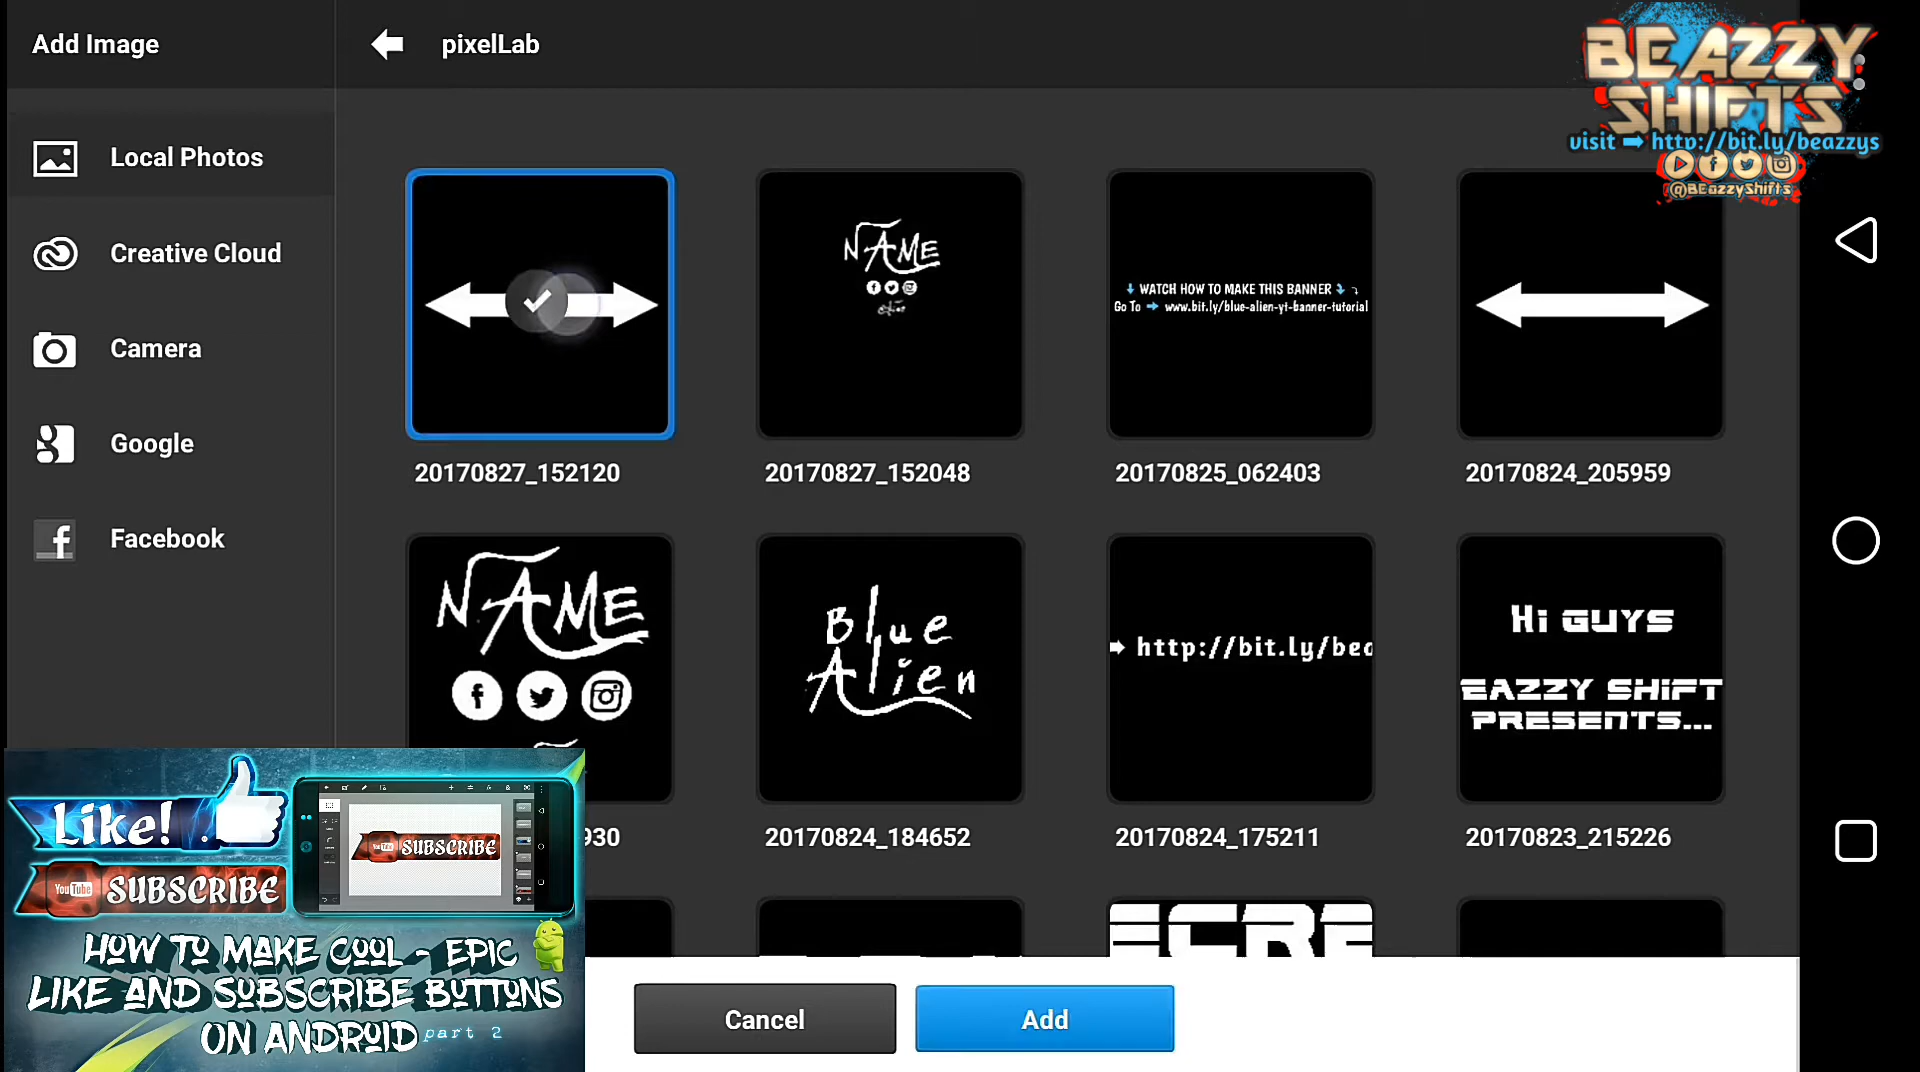 Add Image
pixelLab
BEAZZY
SHIFTS
visit ➡ http://bit.ly/beazzys
@BEazzyShifts
Local Photos
Creative Cloud
Camera
Google
Facebook
NAME
⬇ WATCH HOW TO MAKE THIS BANNER ⬇
Go To ➡ www.bit.ly/blue-alien-yt-banner-tutorial
20170827_152120
20170827_152048
20170825_062403
20170824_205959
NAME
Blue
Alien
➡ http://bit.ly/bea
Hi GUYS
EAZZY SHIFT
PRESENTS...
930
20170824_184652
20170824_175211
20170823_215226
ECRE
Like!
YouTube SUBSCRIBE
YouTube SUBSCRIBE
HOW TO MAKE COOL - EPIC
LIKE AND SUBSCRIBE BUTTONS
ON ANDROID part 2
Cancel
Add